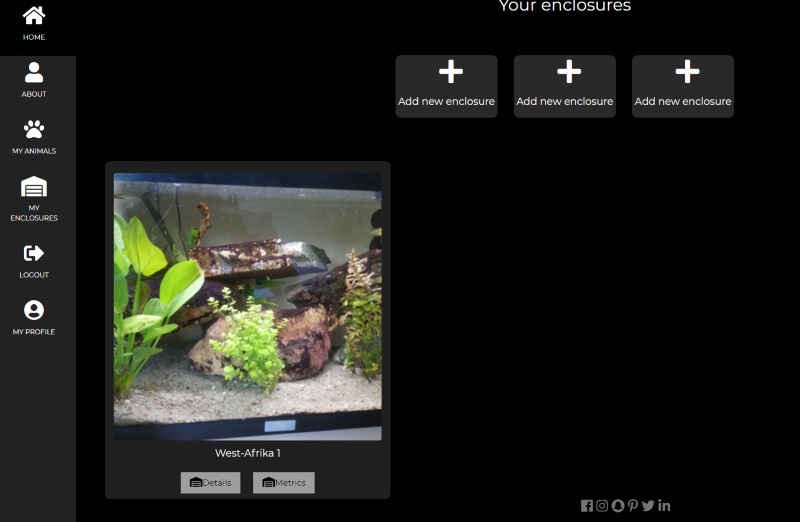 Your enclosures
HOME
ABOUT
MY ANIMALS
MY
ENCLOSURES
LOGOUT
MY PROFILE
Add new enclosure
Add new enclosure
Add new enclosure
West-Afrika 1
Details
Metrics